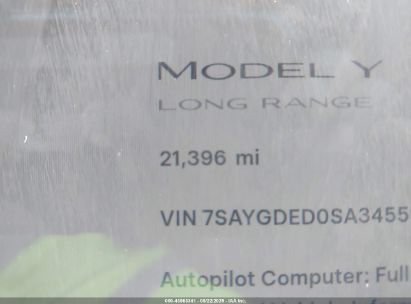 MODEL Y
LONG RANGE
21,396 mi
VIN 7SAYGDED0SA3455
Autopilot Computer: Full